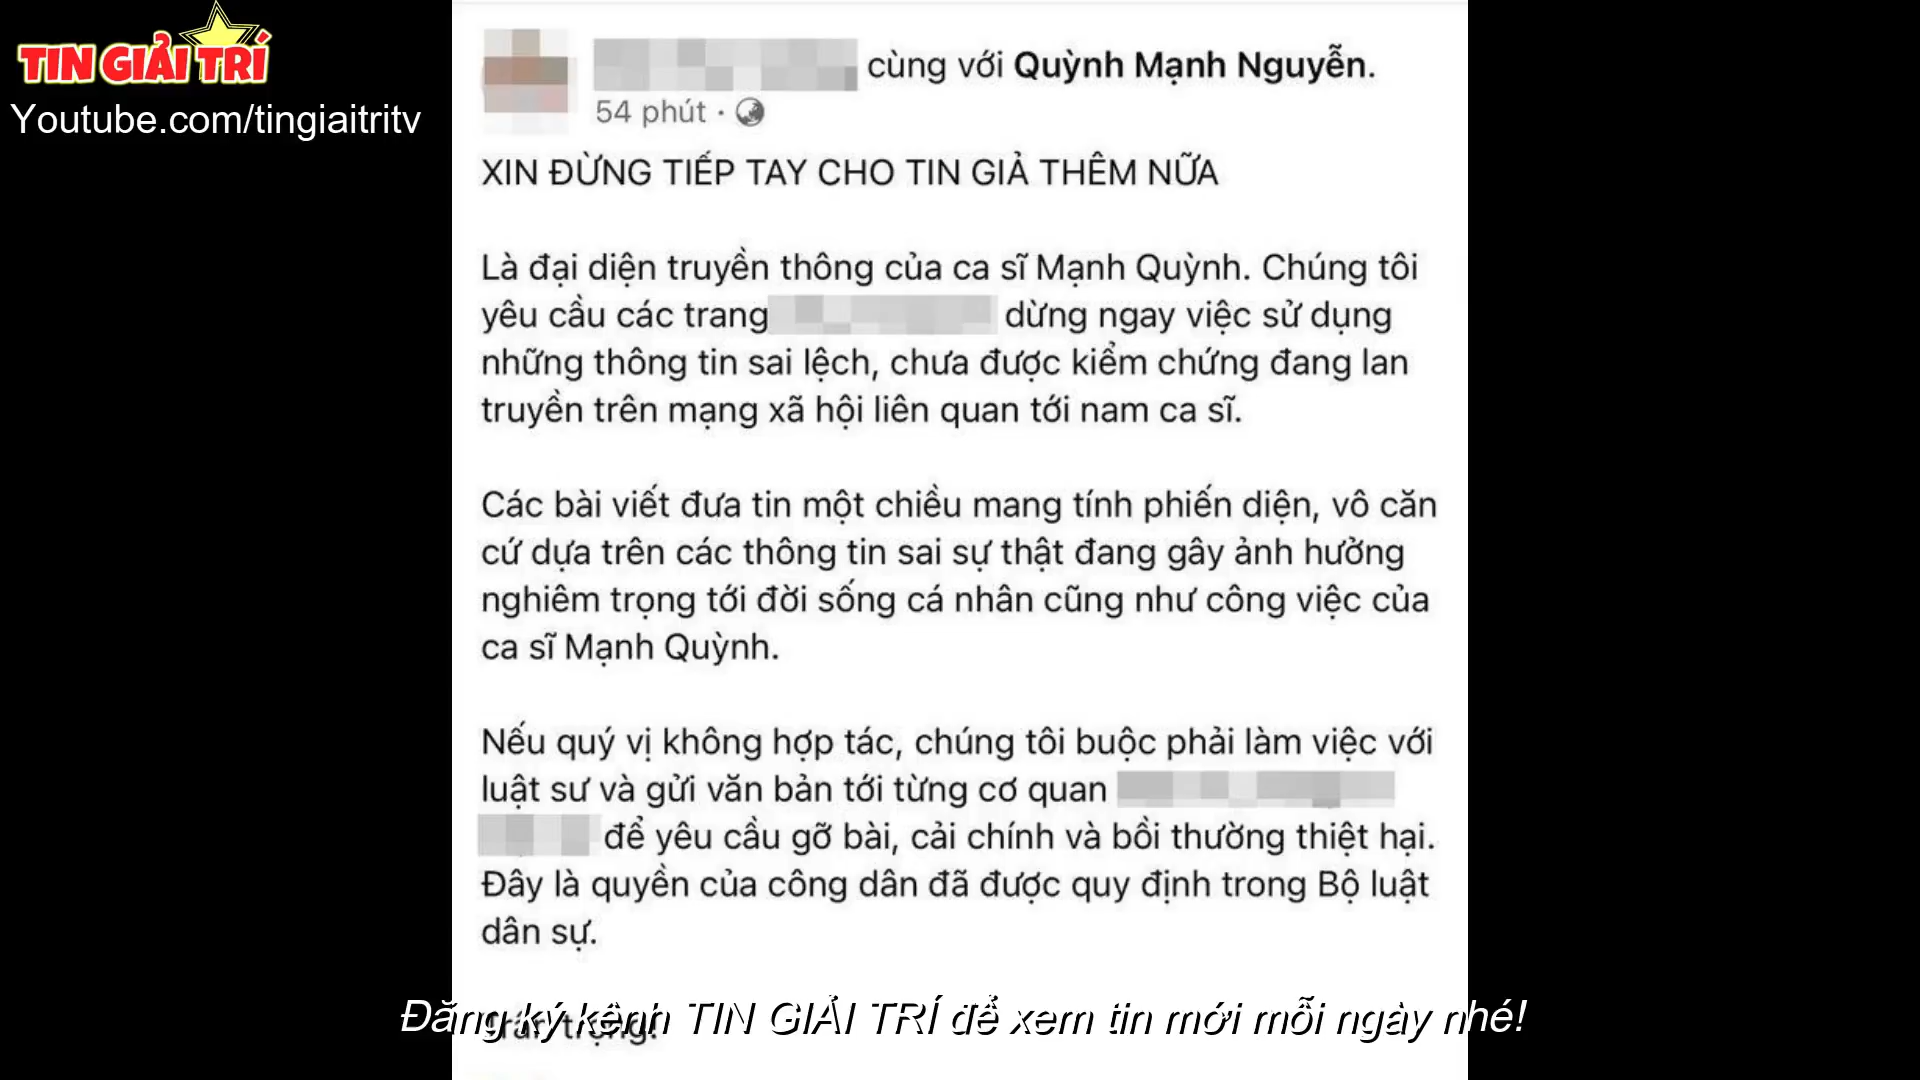 TIN GIẢI TRÍ
Youtube.com/tingiaitritv
cùng với Quỳnh Mạnh Nguyễn.
54 phút ·
XIN ĐỪNG TIẾP TAY CHO TIN GIẢ THÊM NỮA
Là đại diện truyền thông của ca sĩ Mạnh Quỳnh. Chúng tôi
yêu cầu các trang dừng ngay việc sử dụng
những thông tin sai lệch, chưa được kiểm chứng đang lan
truyền trên mạng xã hội liên quan tới nam ca sĩ.
Các bài viết đưa tin một chiều mang tính phiến diện, vô căn
cứ dựa trên các thông tin sai sự thật đang gây ảnh hưởng
nghiêm trọng tới đời sống cá nhân cũng như công việc của
ca sĩ Mạnh Quỳnh.
Nếu quý vị không hợp tác, chúng tôi buộc phải làm việc với
luật sư và gửi văn bản tới từng cơ quan
để yêu cầu gỡ bài, cải chính và bồi thường thiệt hại.
Đây là quyền của công dân đã được quy định trong Bộ luật
dân sự.
Trân trọng!
Đăng ký kênh TIN GIẢI TRÍ để xem tin mới mỗi ngày nhé!